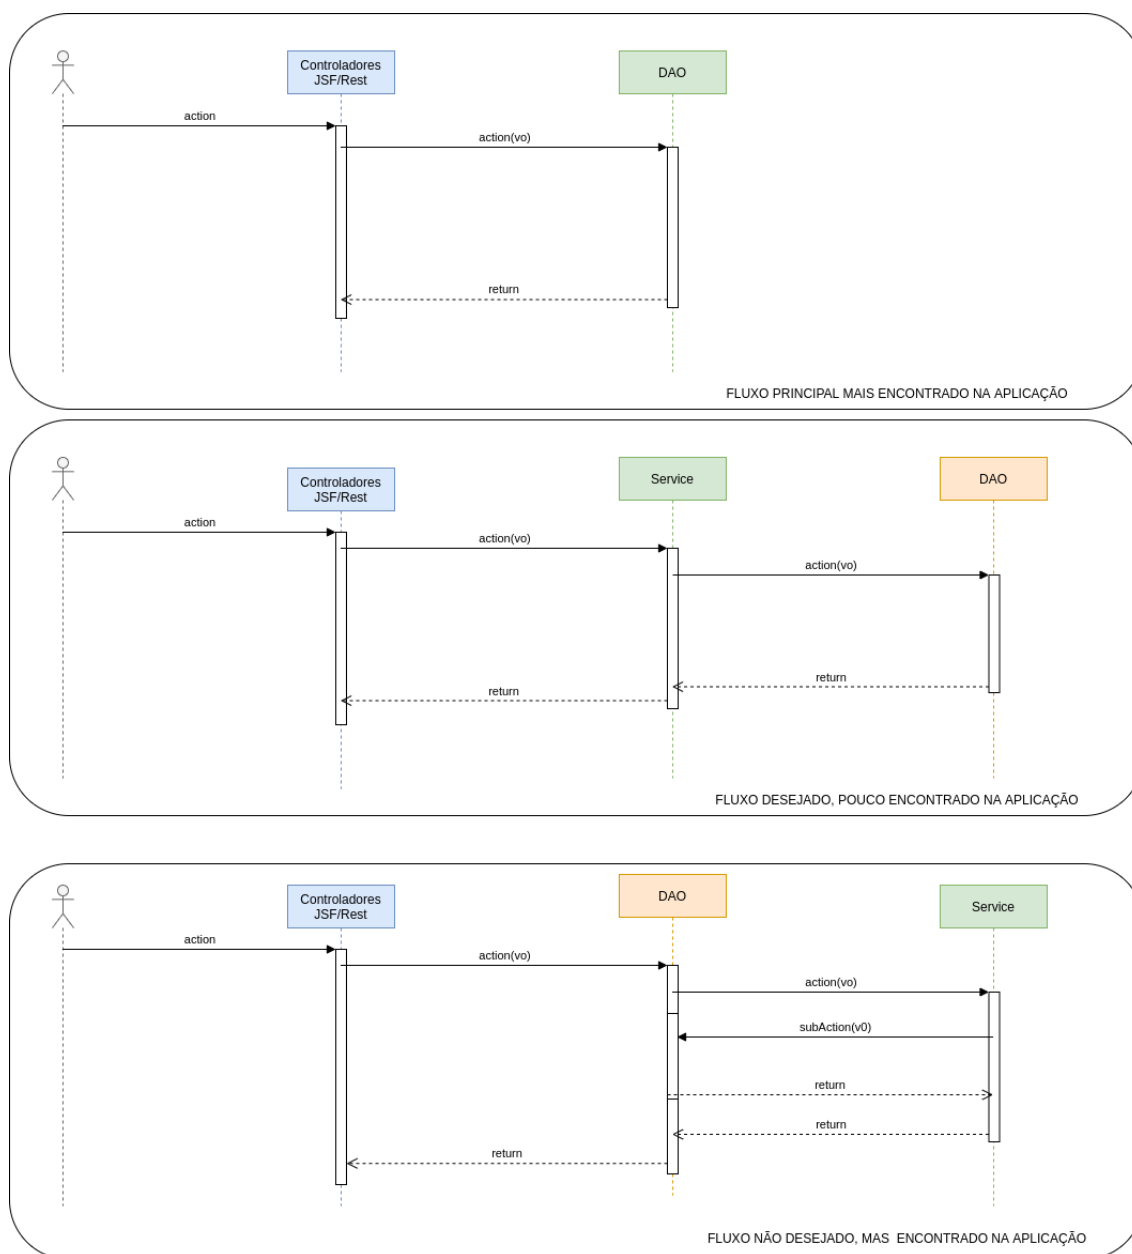 Controladores
JSF/Rest
DAO
action
action(vo)
return
FLUXO PRINCIPAL MAIS ENCONTRADO NA APLICAÇÃO
Controladores
JSF/Rest
Service
DAO
action
action(vo)
action(vo)
return
return
FLUXO DESEJADO, POUCO ENCONTRADO NA APLICAÇÃO
Controladores
JSF/Rest
DAO
Service
action
action(vo)
action(vo)
subAction(v0)
return
return
return
FLUXO NÃO DESEJADO, MAS ENCONTRADO NA APLICAÇÃO